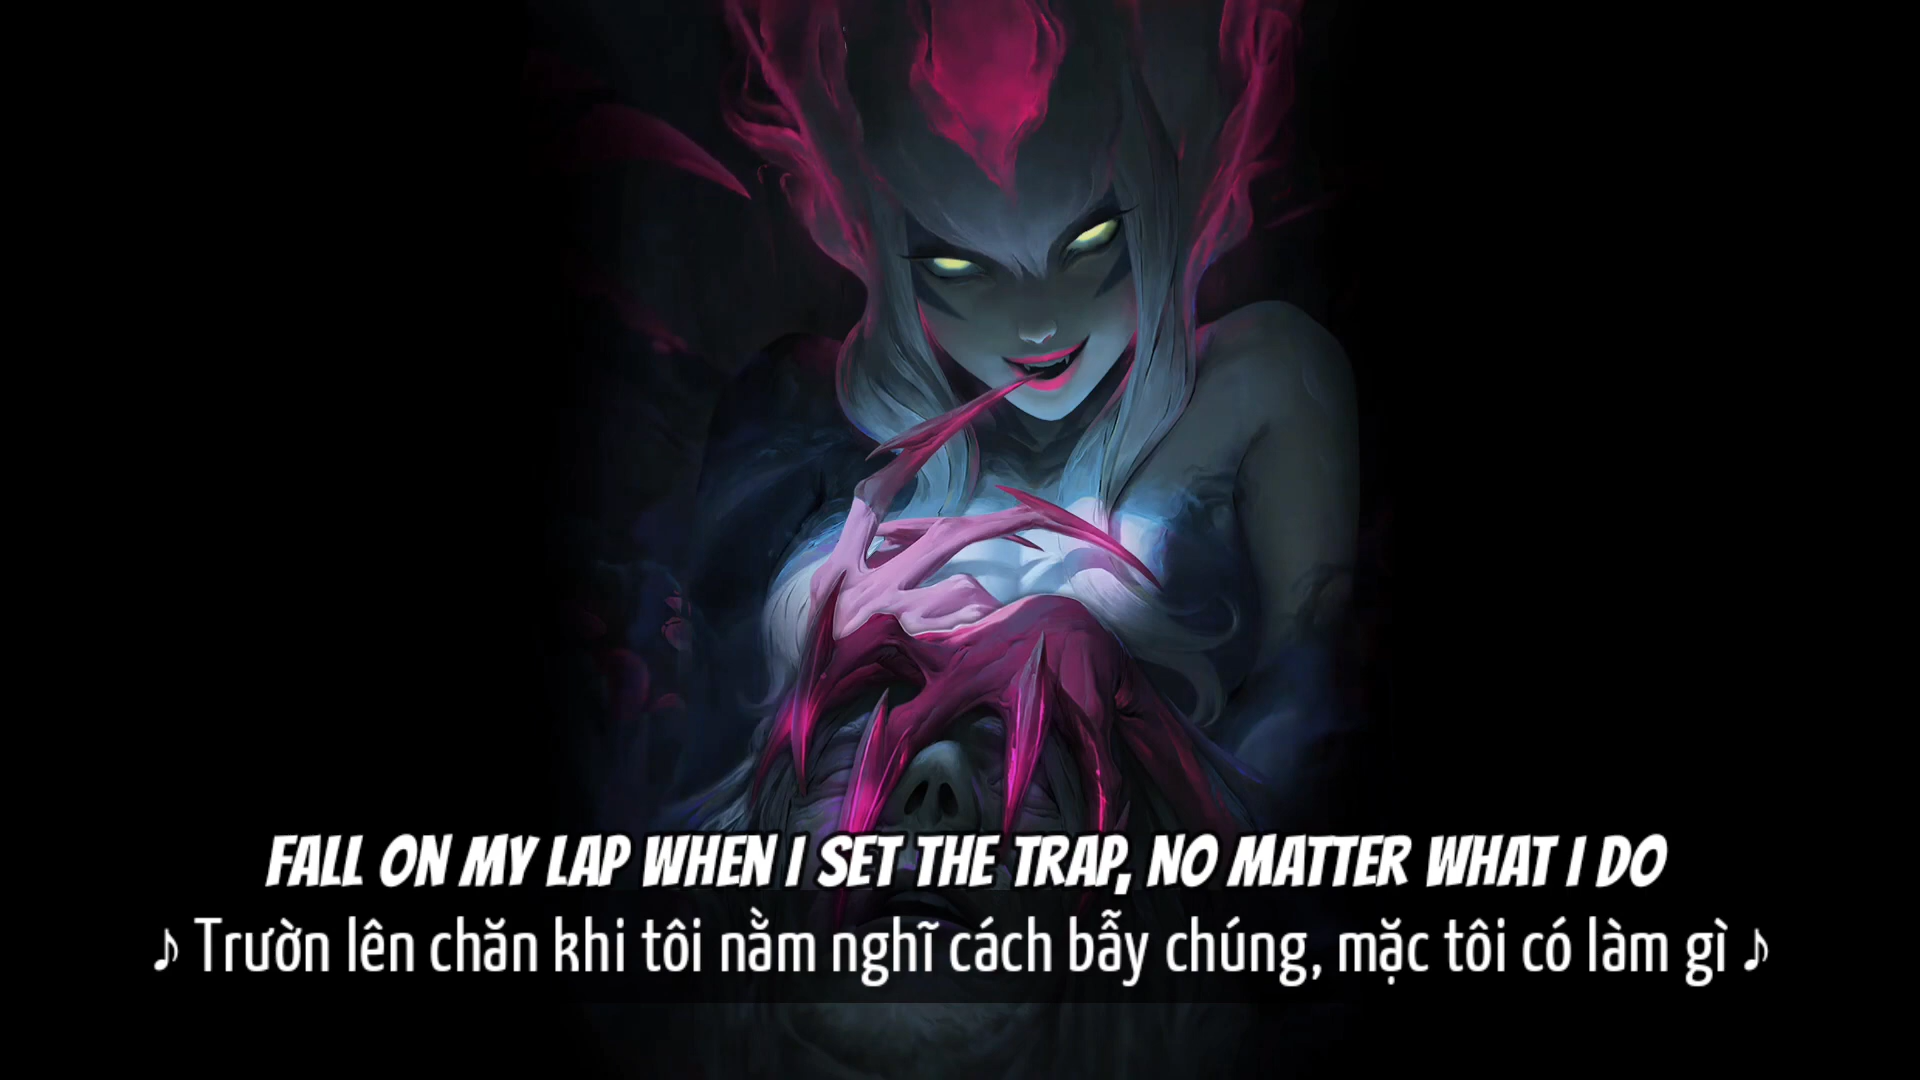 FALL ON MY LAP WHEN I SET THE TRAP, NO MATTER WHAT I DO
♪ Trườn lên chăn khi tôi nằm nghĩ cách bẫy chúng, mặc tôi có làm gì ♪